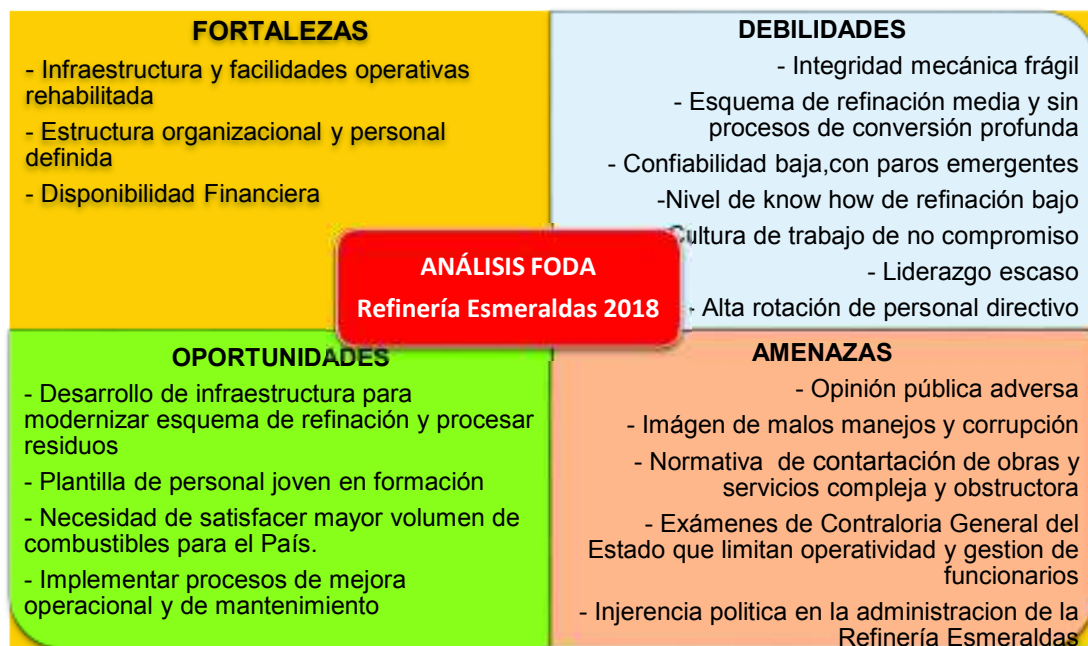 FORTALEZAS
- Infraestructura y facilidades operativas
rehabilitada
- Estructura organizacional y personal
definida
- Disponibilidad Financiera
DEBILIDADES
- Integridad mecánica frágil
- Esquema de refinación media y sin
procesos de conversión profunda
- Confiabilidad baja,con paros emergentes
-Nivel de know how de refinación bajo
Cultura de trabajo de no compromiso
- Liderazgo escaso
- Alta rotación de personal directivo
ANÁLISIS FODA
Refinería Esmeraldas 2018
OPORTUNIDADES
- Desarrollo de infraestructura para
modernizar esquema de refinación y procesar
residuos
- Plantilla de personal joven en formación
- Necesidad de satisfacer mayor volumen de
combustibles para el País.
- Implementar procesos de mejora
operacional y de mantenimiento
AMENAZAS
- Opinión pública adversa
- Imágen de malos manejos y corrupción
- Normativa de contartación de obras y
servicios compleja y obstructora
- Exámenes de Contraloria General del
Estado que limitan operatividad y gestion de
funcionarios
- Injerencia politica en la administracion de la
Refinería Esmeraldas